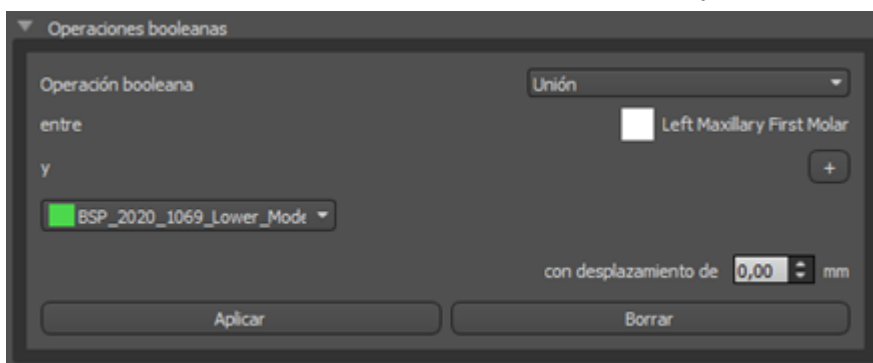 Operaciones booleanas
Operación booleana Unión
entre Left Maxillary First Molar
y +
BSP_2020_1069_Lower_Mode
con desplazamiento de 0,00 mm
Aplicar Borrar